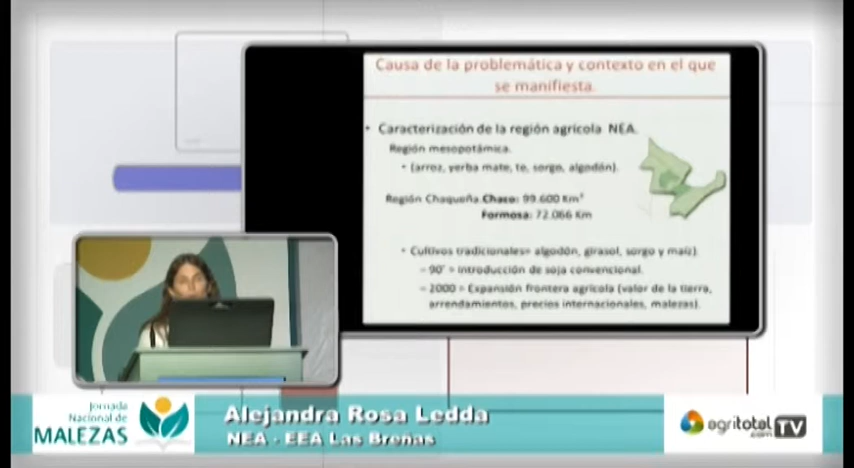 Causa de la problemática y contexto en el que
se manifiesta.
• Caracterización de la región agrícola NEA.
Región mesopotámica.
• (arroz, yerba mate, te, sorgo, algodón).
Región Chaqueña Chaco: 99.600 Km²
Formosa: 72.066 Km
• Cultivos tradicionales= algodón, girasol, sorgo y maíz)
– 90' = Introducción de soja convencional.
– 2000 = Expansión frontera agrícola (valor de la tierra,
arrendamientos, precios internacionales, malezas).
Jornada
Nacional de
MALEZAS
Alejandra Rosa Ledda
NEA - EEA Las Breñas
agritotal
.com TV